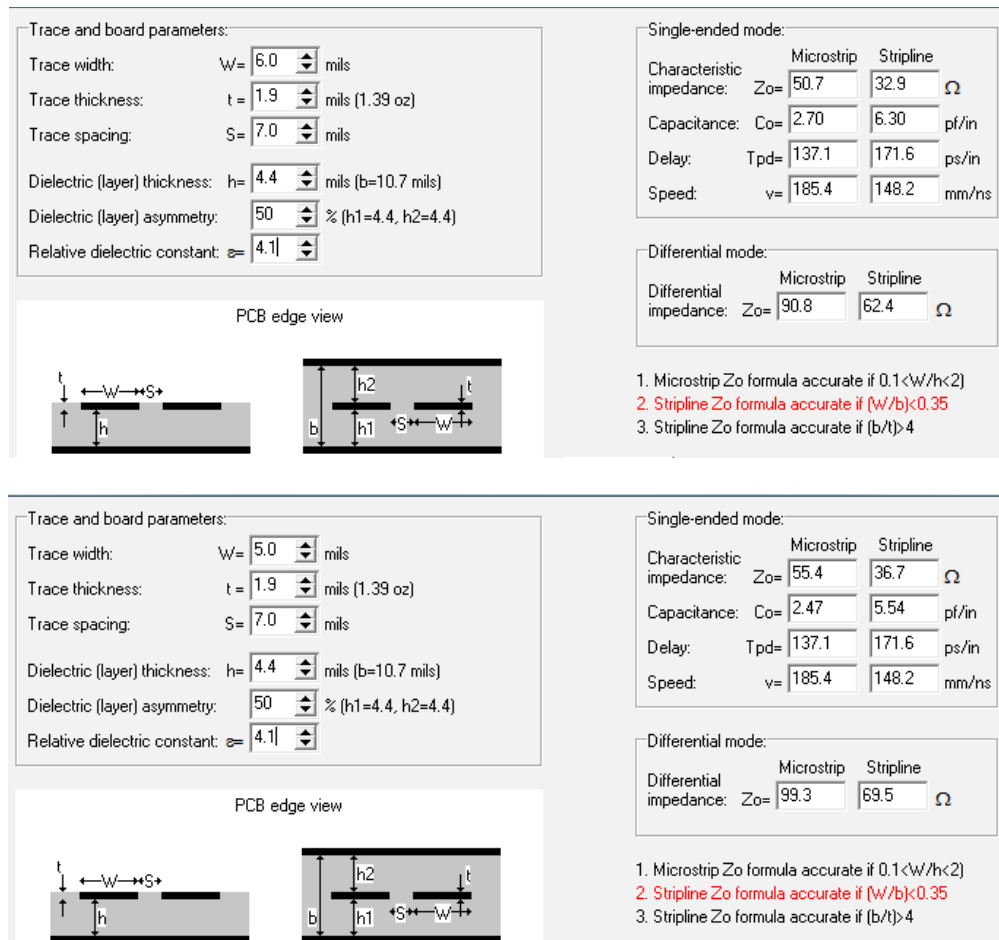 Trace and board parameters:
Trace width: W= 6.0 mils
Trace thickness: t = 1.9 mils (1.39 oz)
Trace spacing: S= 7.0 mils
Dielectric (layer) thickness: h= 4.4 mils (b=10.7 mils)
Dielectric (layer) asymmetry: 50 % (h1=4.4, h2=4.4)
Relative dielectric constant: ε= 4.1
Single-ended mode:
Microstrip Stripline
Characteristic
impedance: Zo= 50.7 32.9 Ω
Capacitance: Co= 2.70 6.30 pf/in
Delay: Tpd= 137.1 171.6 ps/in
Speed: v= 185.4 148.2 mm/ns
Differential mode:
Microstrip Stripline
Differential
impedance: Zo= 90.8 62.4 Ω
PCB edge view
t W S h
b h2 h1 S W t
1. Microstrip Zo formula accurate if 0.1<W/h<2)
2. Stripline Zo formula accurate if (W/b)<0.35
3. Stripline Zo formula accurate if (b/t)>4
Trace and board parameters:
Trace width: W= 5.0 mils
Trace thickness: t = 1.9 mils (1.39 oz)
Trace spacing: S= 7.0 mils
Dielectric (layer) thickness: h= 4.4 mils (b=10.7 mils)
Dielectric (layer) asymmetry: 50 % (h1=4.4, h2=4.4)
Relative dielectric constant: ε= 4.1
Single-ended mode:
Microstrip Stripline
Characteristic
impedance: Zo= 55.4 36.7 Ω
Capacitance: Co= 2.47 5.54 pf/in
Delay: Tpd= 137.1 171.6 ps/in
Speed: v= 185.4 148.2 mm/ns
Differential mode:
Microstrip Stripline
Differential
impedance: Zo= 99.3 69.5 Ω
PCB edge view
t W S h
b h2 h1 S W t
1. Microstrip Zo formula accurate if 0.1<W/h<2)
2. Stripline Zo formula accurate if (W/b)<0.35
3. Stripline Zo formula accurate if (b/t)>4